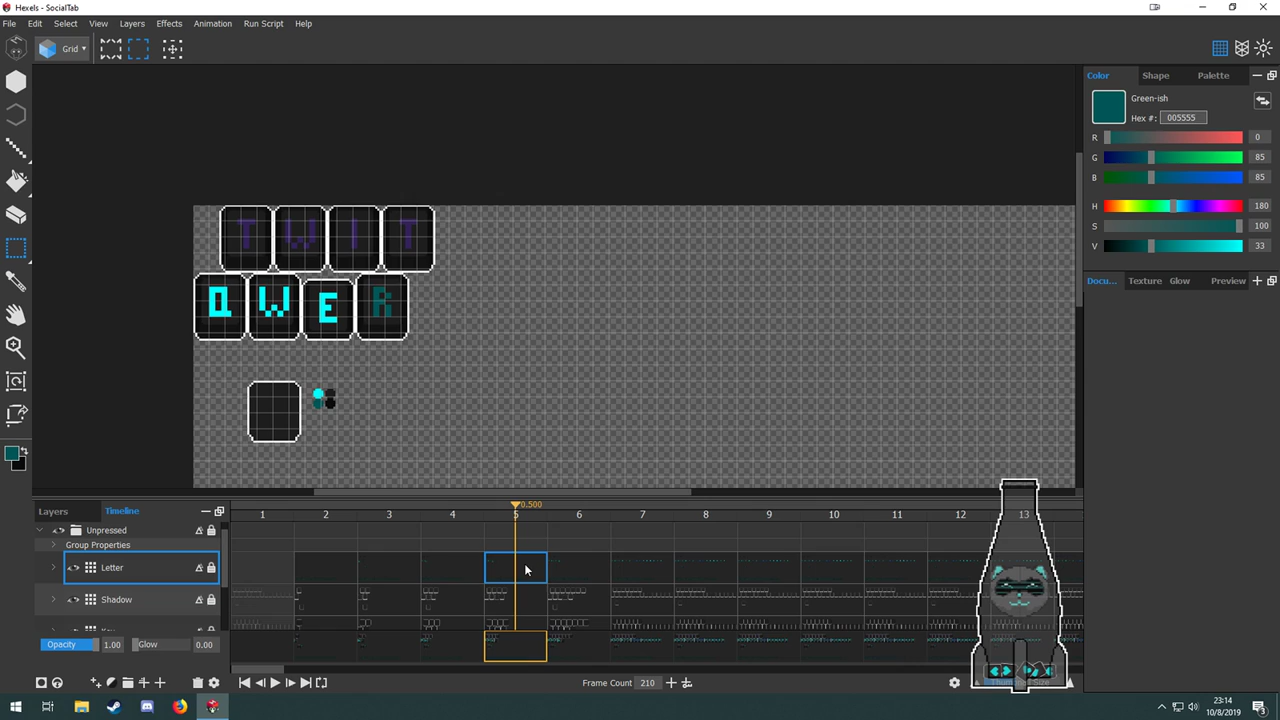 Hexels - SocialTab
File Edit Select View Layers Effects Animation Run Script Help
Grid
Color Shape Palette
Green-ish
Hex #: 005555
R 0
G 85
B 85
H 180
S 100
V 33
Docu... Texture Glow Preview
T W I T
Q W E R
Layers Timeline
0.500
1 2 3 4 5 6 7 8 9 10 11 12 13
Unpressed
Group Properties
Letter
Shadow
Opacity 1.00 Glow 0.00
Frame Count 210
Size
23:14
10/8/2019
3